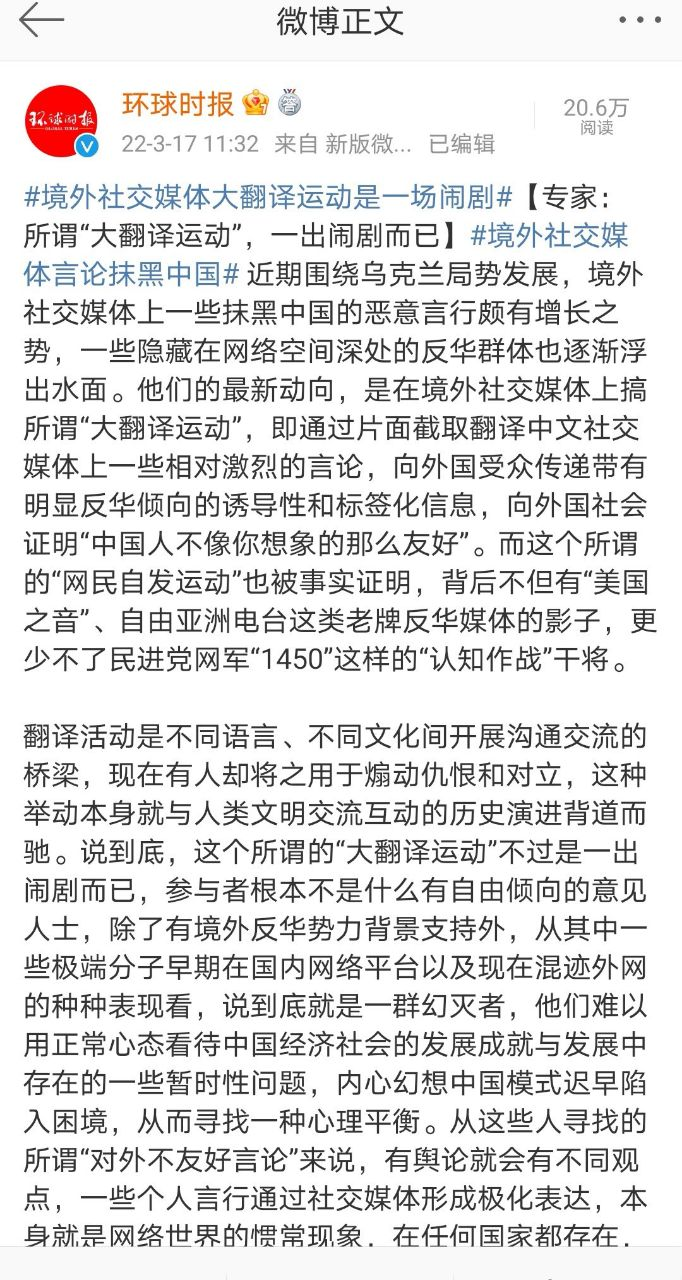 微博正文
环球时报
22-3-17 11:32 来自 新版微... 已编辑
20.6万
阅读
环球时报
GLOBAL TIMES
#境外社交媒体大翻译运动是一场闹剧#【专家：
所谓“大翻译运动”，一出闹剧而已】#境外社交媒
体言论抹黑中国# 近期围绕乌克兰局势发展，境外
社交媒体上一些抹黑中国的恶意言行颇有增长之
势，一些隐藏在网络空间深处的反华群体也逐渐浮
出水面。他们的最新动向，是在境外社交媒体上搞
所谓“大翻译运动”，即通过片面截取翻译中文社交
媒体上一些相对激烈的言论，向外国受众传递带有
明显反华倾向的诱导性和标签化信息，向外国社会
证明“中国人不像你想象的那么友好”。而这个所谓
的“网民自发运动”也被事实证明，背后不但有“美国
之音”、自由亚洲电台这类老牌反华媒体的影子，更
少不了民进党网军“1450”这样的“认知作战”干将。
翻译活动是不同语言、不同文化间开展沟通交流的
桥梁，现在有人却将之用于煽动仇恨和对立，这种
举动本身就与人类文明交流互动的历史演进背道而
驰。说到底，这个所谓的“大翻译运动”不过是一出
闹剧而已，参与者根本不是什么有自由倾向的意见
人士，除了有境外反华势力背景支持外，从其中一
些极端分子早期在国内网络平台以及现在混迹外网
的种种表现看，说到底就是一群幻灭者，他们难以
用正常心态看待中国经济社会的发展成就与发展中
存在的一些暂时性问题，内心幻想中国模式迟早陷
入困境，从而寻找一种心理平衡。从这些人寻找的
所谓“对外不友好言论”来说，有舆论就会有不同观
点，一些个人言行通过社交媒体形成极化表达，本
身就是网络世界的惯常现象，在任何国家都存在，